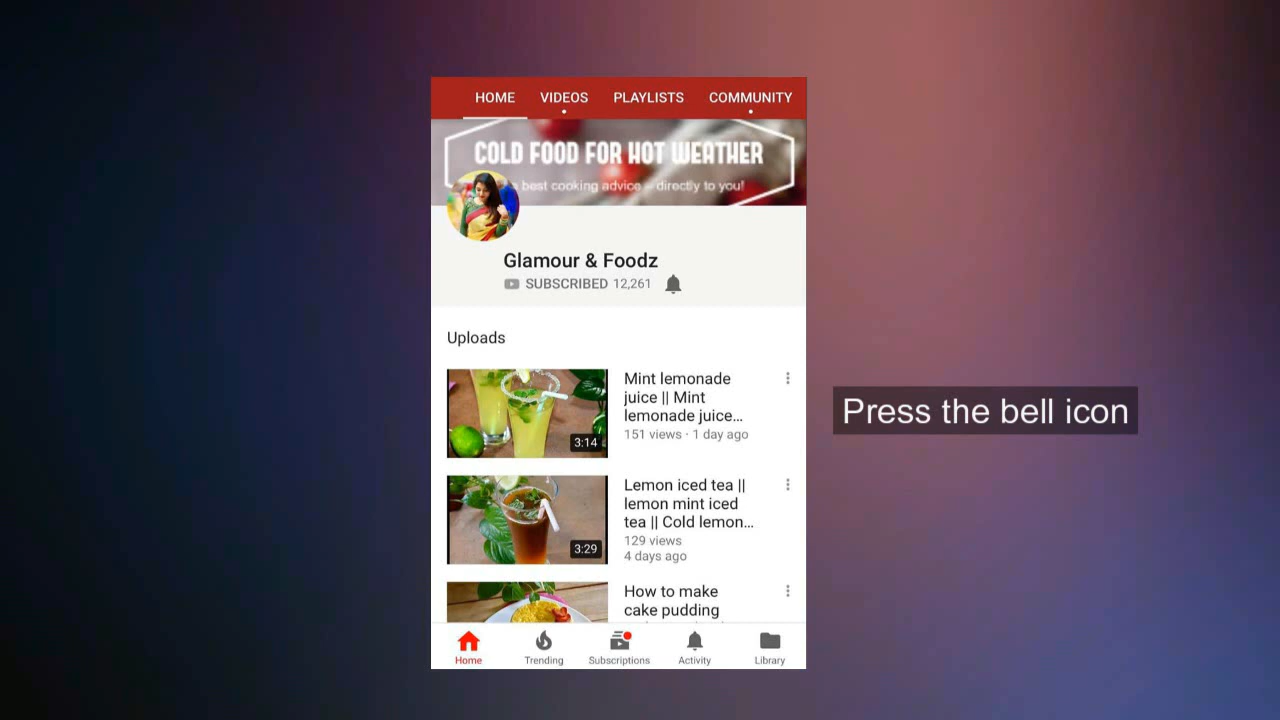 HOME VIDEOS PLAYLISTS COMMUNITY
COLD FOOD FOR HOT WEATHER
best cooking advice – directly to you!
Glamour & Foodz
SUBSCRIBED 12,261
Uploads
Mint lemonade
juice || Mint
lemonade juice...
151 views · 1 day ago
3:14
Press the bell icon
Lemon iced tea ||
lemon mint iced
tea || Cold lemon...
129 views
4 days ago
3:29
How to make
cake pudding
Home Trending Subscriptions Activity Library